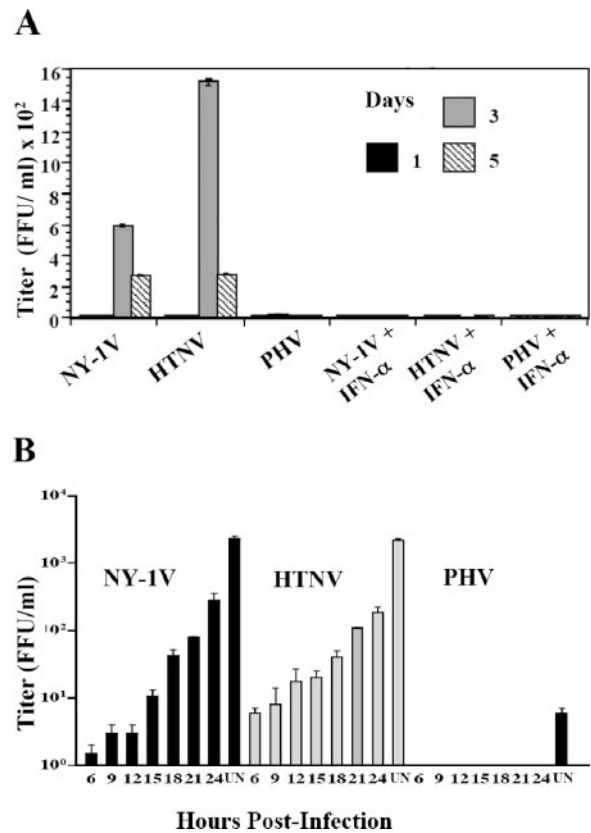 A
Titer (FFU/ ml) x 10²
16
14
12
10
8
6
4
2
0
Days
3
1
5
NY-1V
HTNV
PHV
NY-1V + IFN-α
HTNV + IFN-α
PHV + IFN-α
B
Titer (FFU/ml)
10⁴
10³
10²
10¹
10⁰
NY-1V HTNV PHV
6 9 12 15 18 21 24 UN 6 9 12 15 18 21 24 UN 6 9 12 15 18 21 24 UN
Hours Post-Infection